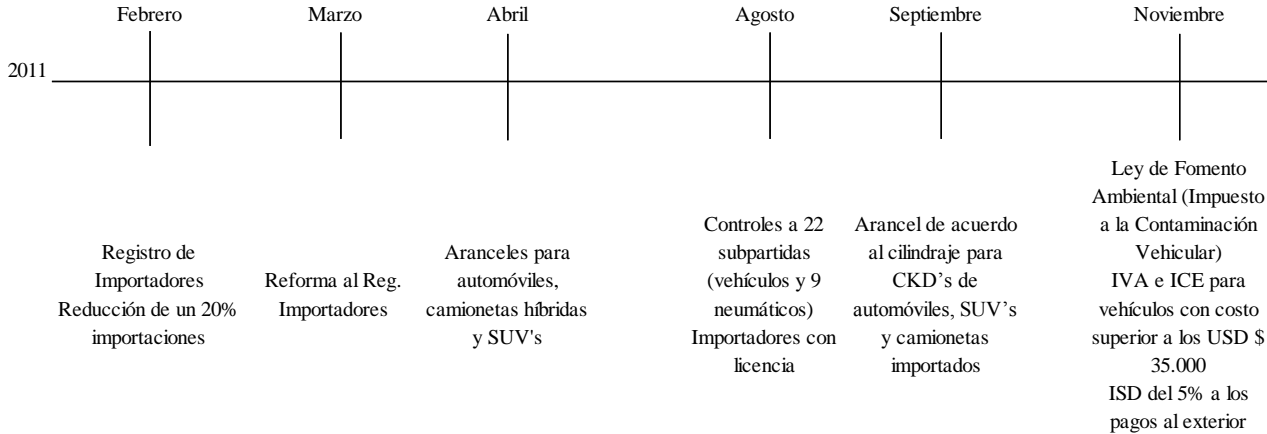 Febrero
Marzo
Abril
Agosto
Septiembre
Noviembre
2011
Registro de
Importadores
Reducción de un 20%
importaciones
Reforma al Reg.
Importadores
Aranceles para
automóviles,
camionetas híbridas
y SUV's
Controles a 22
subpartidas
(vehículos y 9
neumáticos)
Importadores con
licencia
Arancel de acuerdo
al cilindraje para
CKD’s de
automóviles, SUV’s
y camionetas
importados
Ley de Fomento
Ambiental (Impuesto
a la Contaminación
Vehicular)
IVA e ICE para
vehículos con costo
superior a los USD $
35.000
ISD del 5% a los
pagos al exterior